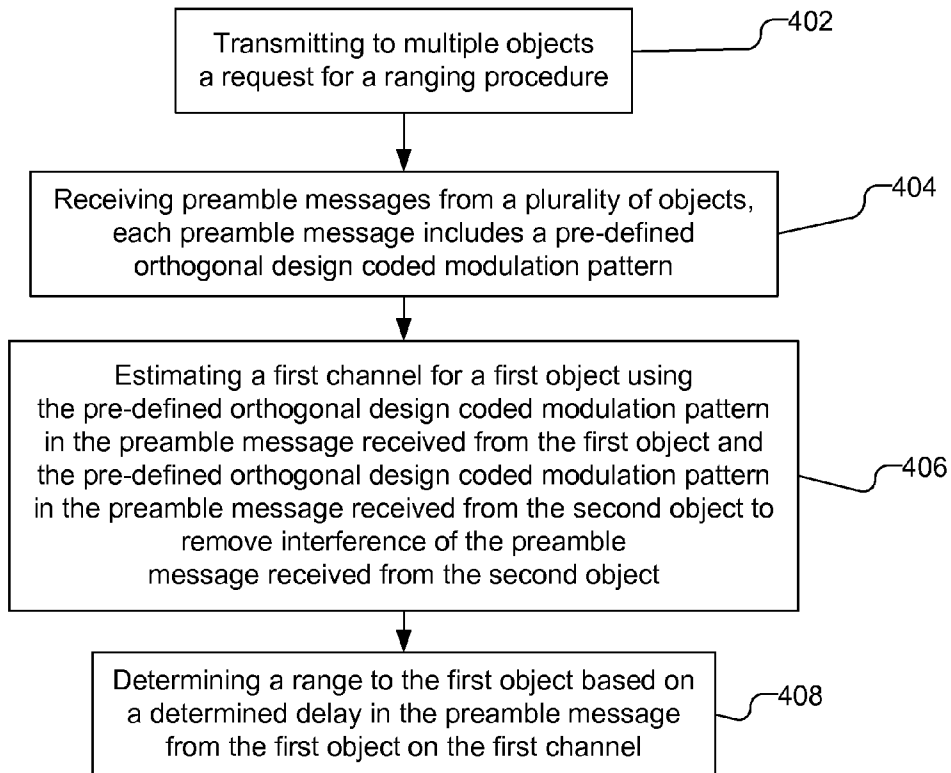 Transmitting to multiple objects
a request for a ranging procedure
402
Receiving preamble messages from a plurality of objects,
each preamble message includes a pre-defined
orthogonal design coded modulation pattern
404
Estimating a first channel for a first object using
the pre-defined orthogonal design coded modulation pattern
in the preamble message received from the first object and
the pre-defined orthogonal design coded modulation pattern
in the preamble message received from the second object to
remove interference of the preamble
message received from the second object
406
Determining a range to the first object based on
a determined delay in the preamble message
from the first object on the first channel
408